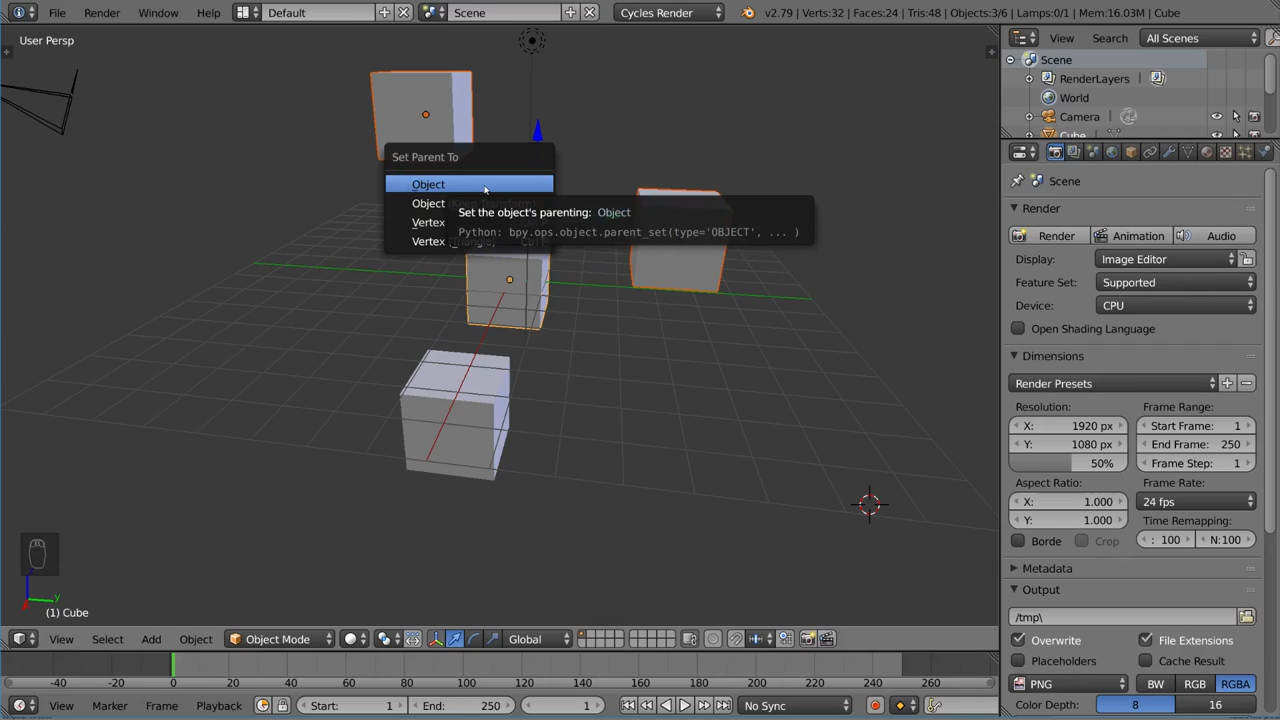 File Render Window Help Default Scene Cycles Render v2.79 | Verts:32 | Faces:24 | Tris:48 | Objects:3/6 | Lamps:0/1 | Mem:16.03M | Cube
User Persp
View Search All Scenes
Scene
RenderLayers
World
Camera
Cube
Set Parent To
Object
Object
Vertex
Vertex
Set the object's parenting: Object
Python: bpy.ops.object.parent_set(type='OBJECT', ... )
Scene
Render
Render Animation Audio
Display: Image Editor
Feature Set: Supported
Device: CPU
Open Shading Language
Dimensions
Render Presets
Resolution: Frame Range:
X: 1920 px Start Frame: 1
Y: 1080 px End Frame: 250
50% Frame Step: 1
Aspect Ratio: Frame Rate:
X: 1.000 24 fps
Y: 1.000 Time Remapping:
Borde Crop : 100 N:100
Metadata
Output
/tmp\
Overwrite File Extensions
Placeholders Cache Result
PNG BW RGB RGBA
Color Depth: 8 16
z
y
(1) Cube
View Select Add Object Object Mode Global
-40 -20 0 20 40 60 80 100 120 140 160 180 200 220 240 260
View Marker Frame Playback Start: 1 End: 250 1 No Sync